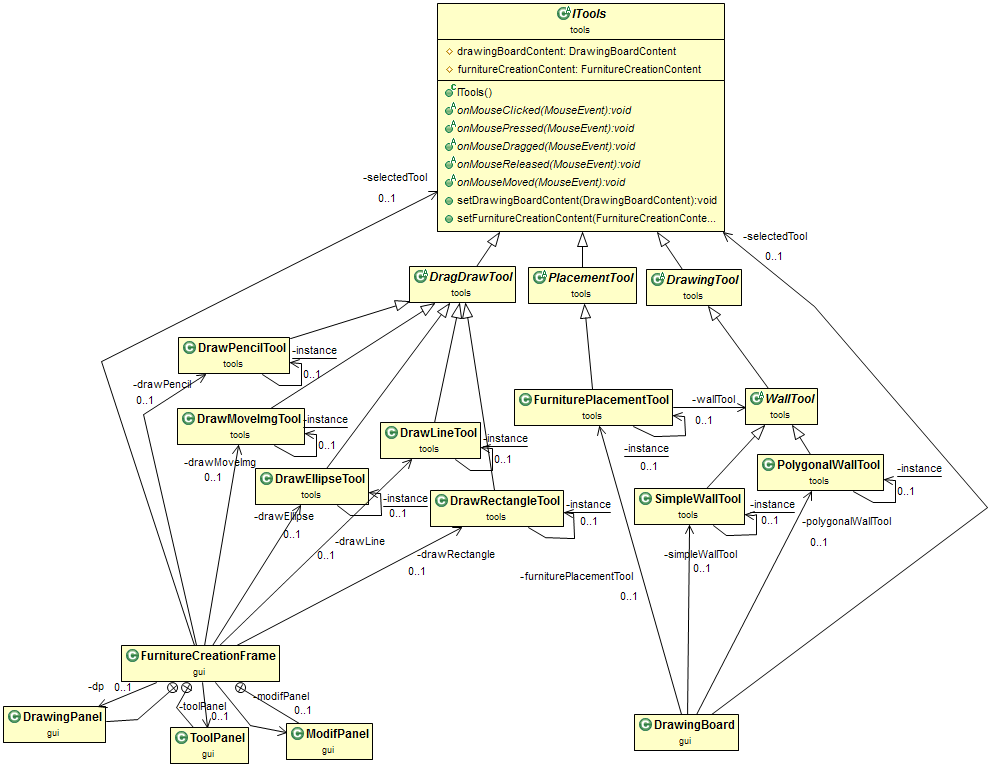 ITools
tools
drawingBoardContent: DrawingBoardContent
furnitureCreationContent: FurnitureCreationContent
ITools()
onMouseClicked(MouseEvent):void
onMousePressed(MouseEvent):void
onMouseDragged(MouseEvent):void
onMouseReleased(MouseEvent):void
onMouseMoved(MouseEvent):void
setDrawingBoardContent(DrawingBoardContent):void
setFurnitureCreationContent(FurnitureCreationConte...
-selectedTool
0..1
-selectedTool
0..1
DragDrawTool
tools
PlacementTool
tools
DrawingTool
tools
DrawPencilTool
tools
-instance
0..1
-drawPencil
0..1
DrawMoveImgTool
tools
-instance
0..1
-drawMoveImg
0..1
DrawEllipseTool
tools
-instance
0..1
-drawEllipse
0..1
DrawLineTool
tools
-instance
0..1
-drawLine
0..1
DrawRectangleTool
tools
-instance
0..1
-drawRectangle
0..1
FurniturePlacementTool
tools
-instance
0..1
-wallTool
0..1
WallTool
tools
PolygonalWallTool
tools
-instance
0..1
SimpleWallTool
tools
-instance
0..1
-polygonalWallTool
0..1
-simpleWallTool
0..1
-furniturePlacementTool
0..1
FurnitureCreationFrame
gui
-dp
0..1
-toolPanel
0..1
-modifPanel
0..1
DrawingPanel
gui
ToolPanel
gui
ModifPanel
gui
DrawingBoard
gui